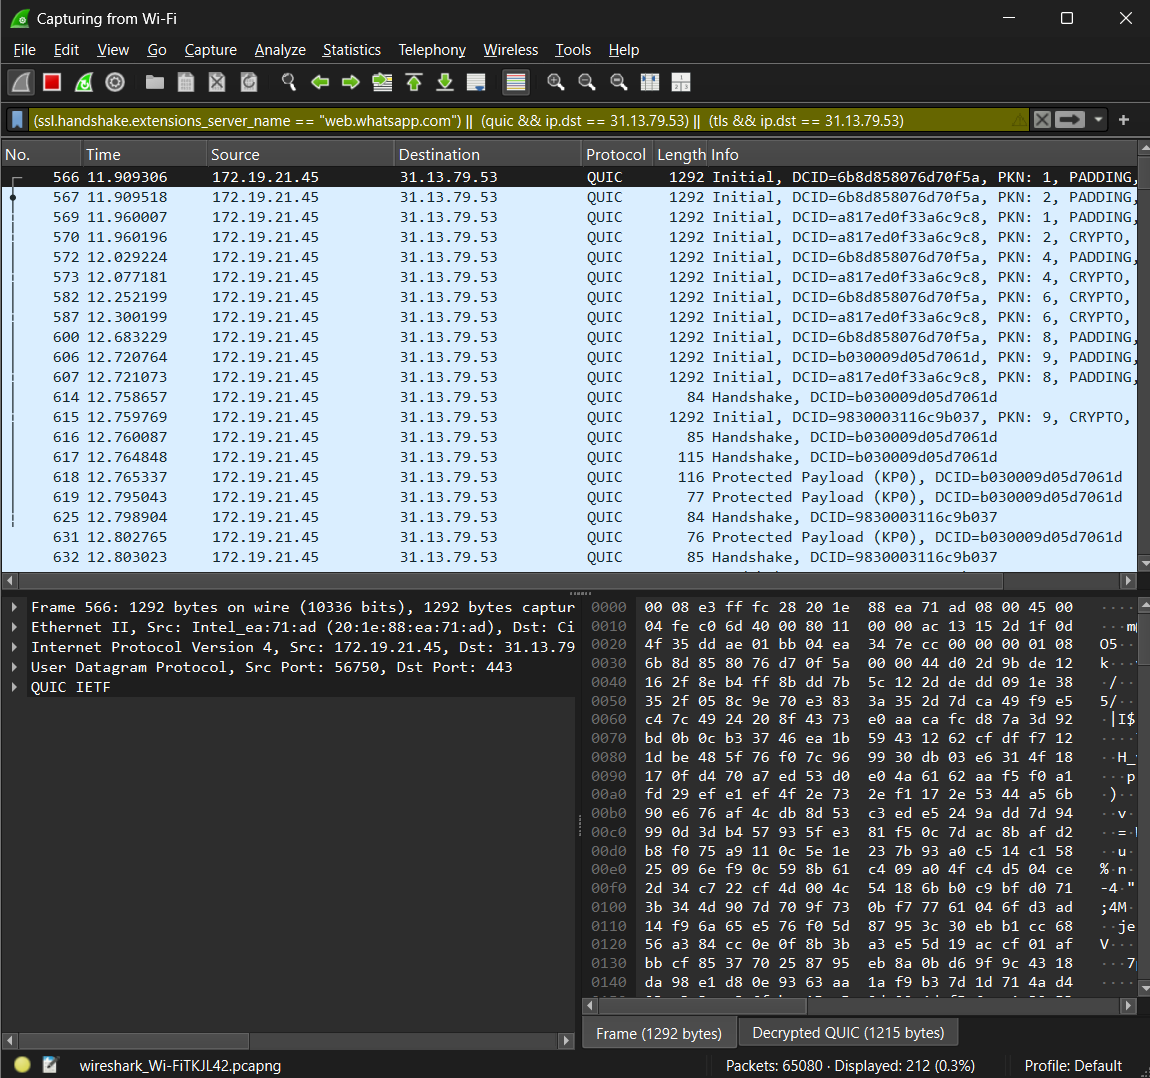 Capturing from Wi-Fi
File Edit View Go Capture Analyze Statistics Telephony Wireless Tools Help
(ssl.handshake.extensions_server_name == "web.whatsapp.com") || (quic && ip.dst == 31.13.79.53) || (tls && ip.dst == 31.13.79.53)
No. Time Source Destination Protocol Length Info
566 11.909306 172.19.21.45 31.13.79.53 QUIC 1292 Initial, DCID=6b8d858076d70f5a, PKN: 1, PADDING,
567 11.909518 172.19.21.45 31.13.79.53 QUIC 1292 Initial, DCID=6b8d858076d70f5a, PKN: 2, PADDING,
569 11.960007 172.19.21.45 31.13.79.53 QUIC 1292 Initial, DCID=a817ed0f33a6c9c8, PKN: 1, PADDING,
570 11.960196 172.19.21.45 31.13.79.53 QUIC 1292 Initial, DCID=a817ed0f33a6c9c8, PKN: 2, CRYPTO,
572 12.029224 172.19.21.45 31.13.79.53 QUIC 1292 Initial, DCID=6b8d858076d70f5a, PKN: 4, PADDING,
573 12.077181 172.19.21.45 31.13.79.53 QUIC 1292 Initial, DCID=a817ed0f33a6c9c8, PKN: 4, CRYPTO,
582 12.252199 172.19.21.45 31.13.79.53 QUIC 1292 Initial, DCID=6b8d858076d70f5a, PKN: 6, CRYPTO,
587 12.300199 172.19.21.45 31.13.79.53 QUIC 1292 Initial, DCID=a817ed0f33a6c9c8, PKN: 6, CRYPTO,
600 12.683229 172.19.21.45 31.13.79.53 QUIC 1292 Initial, DCID=6b8d858076d70f5a, PKN: 8, PADDING,
606 12.720764 172.19.21.45 31.13.79.53 QUIC 1292 Initial, DCID=b030009d05d7061d, PKN: 9, PADDING,
607 12.721073 172.19.21.45 31.13.79.53 QUIC 1292 Initial, DCID=a817ed0f33a6c9c8, PKN: 8, PADDING,
614 12.758657 172.19.21.45 31.13.79.53 QUIC 84 Handshake, DCID=b030009d05d7061d
615 12.759769 172.19.21.45 31.13.79.53 QUIC 1292 Initial, DCID=9830003116c9b037, PKN: 9, CRYPTO,
616 12.760087 172.19.21.45 31.13.79.53 QUIC 85 Handshake, DCID=b030009d05d7061d
617 12.764848 172.19.21.45 31.13.79.53 QUIC 115 Handshake, DCID=b030009d05d7061d
618 12.765337 172.19.21.45 31.13.79.53 QUIC 116 Protected Payload (KP0), DCID=b030009d05d7061d
619 12.795043 172.19.21.45 31.13.79.53 QUIC 77 Protected Payload (KP0), DCID=b030009d05d7061d
625 12.798904 172.19.21.45 31.13.79.53 QUIC 84 Handshake, DCID=9830003116c9b037
631 12.802765 172.19.21.45 31.13.79.53 QUIC 76 Protected Payload (KP0), DCID=b030009d05d7061d
632 12.803023 172.19.21.45 31.13.79.53 QUIC 85 Handshake, DCID=9830003116c9b037
Frame 566: 1292 bytes on wire (10336 bits), 1292 bytes captur
Ethernet II, Src: Intel_ea:71:ad (20:1e:88:ea:71:ad), Dst: Ci
Internet Protocol Version 4, Src: 172.19.21.45, Dst: 31.13.79
User Datagram Protocol, Src Port: 56750, Dst Port: 443
QUIC IETF
0000 00 08 e3 ff fc 28 20 1e 88 ea 71 ad 08 00 45 00 ····
0010 04 fe c0 6d 40 00 80 11 00 00 ac 13 15 2d 1f 0d ···m
0020 4f 35 dd ae 01 bb 04 ea 34 7e cc 00 00 00 01 08 O5··
0030 6b 8d 85 80 76 d7 0f 5a 00 00 44 d0 2d 9b de 12 k···
0040 16 2f 8e b4 ff 8b dd 7b 5c 12 2d de dd 09 1e 38 ·/··
0050 35 2f 05 8c 9e 70 e3 83 3a 35 2d 7d ca 49 f9 e5 5/··
0060 c4 7c 49 24 20 8f 43 73 e0 aa ca fc d8 7a 3d 92 ·|I$
0070 bd 0b 0c b3 37 46 ea 1b 59 43 12 62 cf df f7 12 ····
0080 1d be 48 5f 76 f0 7c 96 99 30 db 03 e6 31 4f 18 ··H_
0090 17 0f d4 70 a7 ed 53 d0 e0 4a 61 62 aa f5 f0 a1 ···p
00a0 fd 29 ef e1 ef 4f 2e 73 2e f1 17 2e 53 44 a5 6b ·)··
00b0 90 e6 76 af 4c db 8d 53 c3 ed e5 24 9a dd 7d 94 ··v·
00c0 99 0d 3d b4 57 93 5f e3 81 f5 0c 7d ac 8b af d2 ··=·
00d0 b8 f0 75 a9 11 0c 5e 1e 23 7b 93 a0 c5 14 c1 58 ··u·
00e0 25 09 6e f9 0c 59 8b 61 c4 09 a0 4f c4 d5 04 ce %·n·
00f0 2d 34 c7 22 cf 4d 00 4c 54 18 6b b0 c9 bf d0 71 -4·"
0100 3b 34 4d 90 7d 70 9f 73 0b f7 77 61 04 6f d3 ad ;4M·
0110 14 f9 6a 65 e5 76 f0 5d 87 95 3c 30 eb b1 cc 68 ··je
0120 56 a3 84 cc 0e 0f 8b 3b a3 e5 5d 19 ac cf 01 af V···
0130 bb cf 85 37 70 25 87 95 eb 8a 0b d6 9f 9c 43 18 ···7
0140 da 98 e1 d8 0e 93 63 aa 1a f9 b3 7d 1d 71 4a d4 ····
Frame (1292 bytes) Decrypted QUIC (1215 bytes)
wireshark_Wi-FiTKJL42.pcapng Packets: 65080 · Displayed: 212 (0.3%) Profile: Default